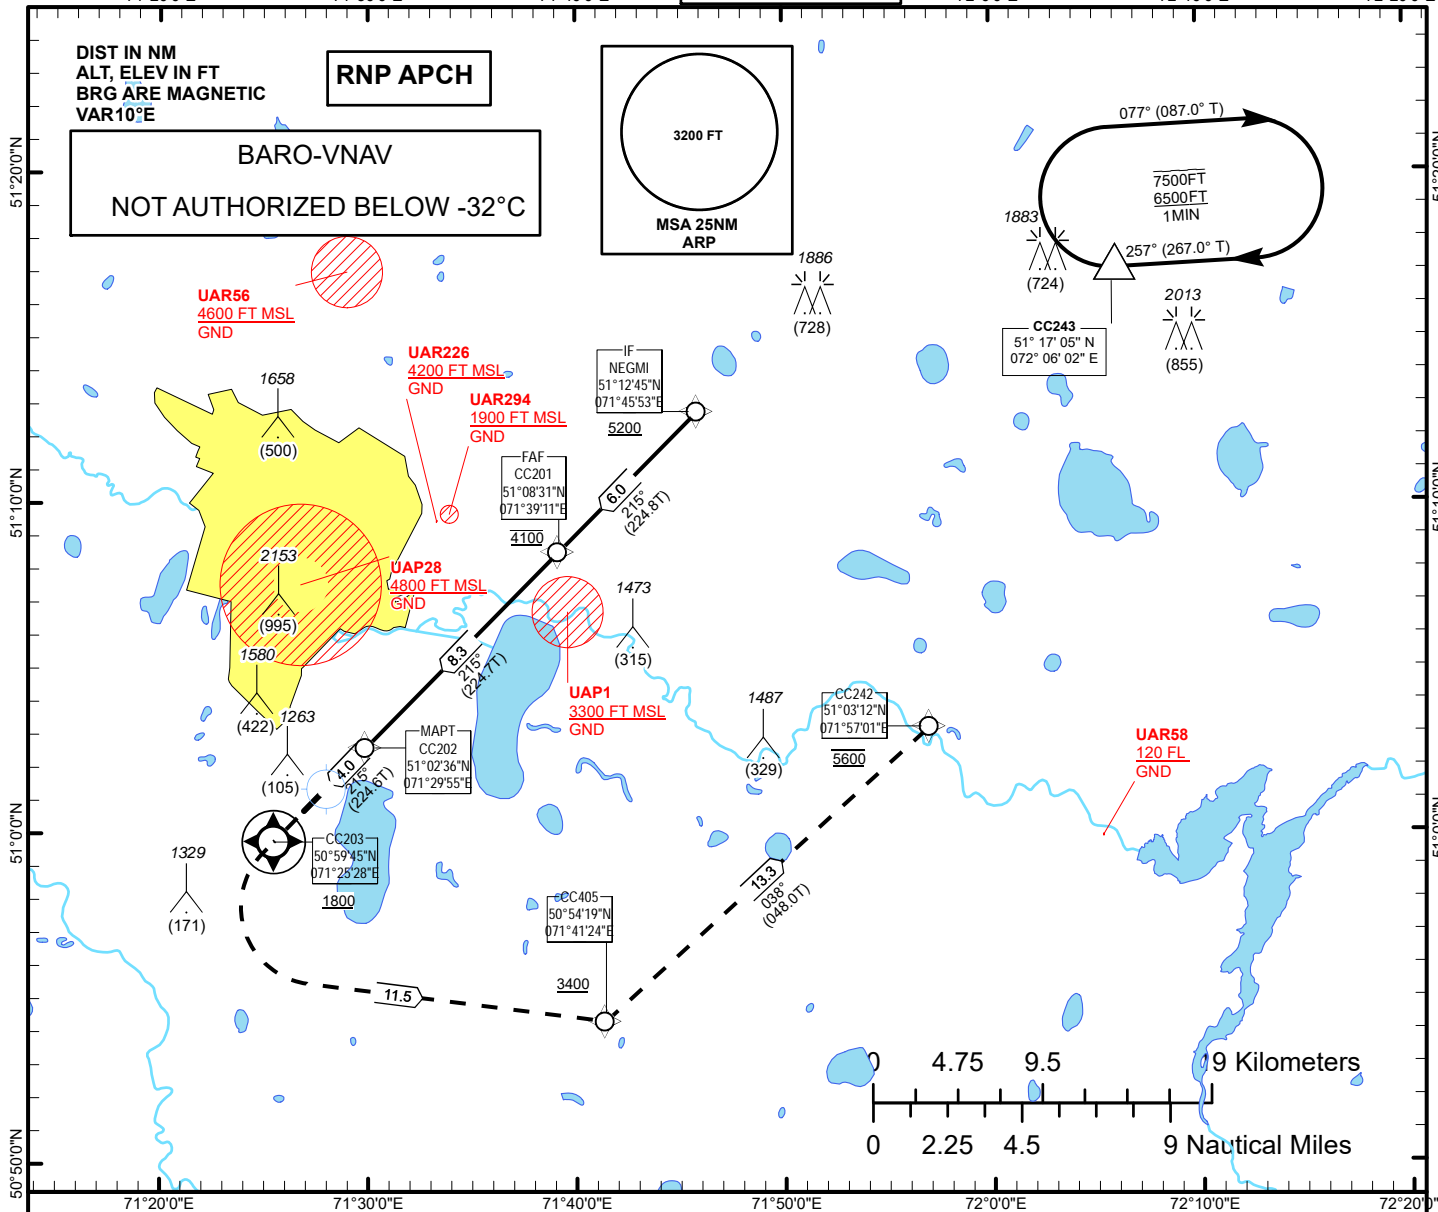 DIST IN NM
ALT, ELEV IN FT
BRG ARE MAGNETIC
VAR10°E
RNP APCH
BARO-VNAV
NOT AUTHORIZED BELOW -32°C
3200 FT
MSA 25NM
ARP
077° (087.0° T)
7500FT
6500FT
1MIN
257° (267.0° T)
1883
(724)
CC243
51° 17' 05" N
072° 06' 02" E
2013
(855)
1886
(728)
UAR56
4600 FT MSL
GND
UAR226
4200 FT MSL
GND
UAR294
1900 FT MSL
GND
IF
NEGMI
51°12'45"N
071°45'53"E
5200
1658
(500)
FAF
CC201
51°08'31"N
071°39'11"E
4100
6.0
215°
(224.8T)
2153
(995)
UAP28
4800 FT MSL
GND
1473
(315)
1580
(422)
8.3
215°
(224.7T)
UAP1
3300 FT MSL
GND
1263
(105)
MAPT
CC202
51°02'36"N
071°29'55"E
4.0
215°
(224.6T)
1487
(329)
CC242
51°03'12"N
071°57'01"E
5600
UAR58
120 FL
GND
CC203
50°59'45"N
071°25'28"E
1800
1329
(171)
CC405
50°54'19"N
071°41'24"E
3400
13.3
038°
(048.0T)
11.5
0 4.75 9.5 9 Kilometers
0 2.25 4.5 9 Nautical Miles
51°20'0"N
51°10'0"N
51°0'0"N
50°50'0"N
51°20'0"N
51°10'0"N
51°0'0"N
71°20'0"E 71°30'0"E 71°40'0"E 71°50'0"E 72°0'0"E 72°10'0"E 72°20'0"